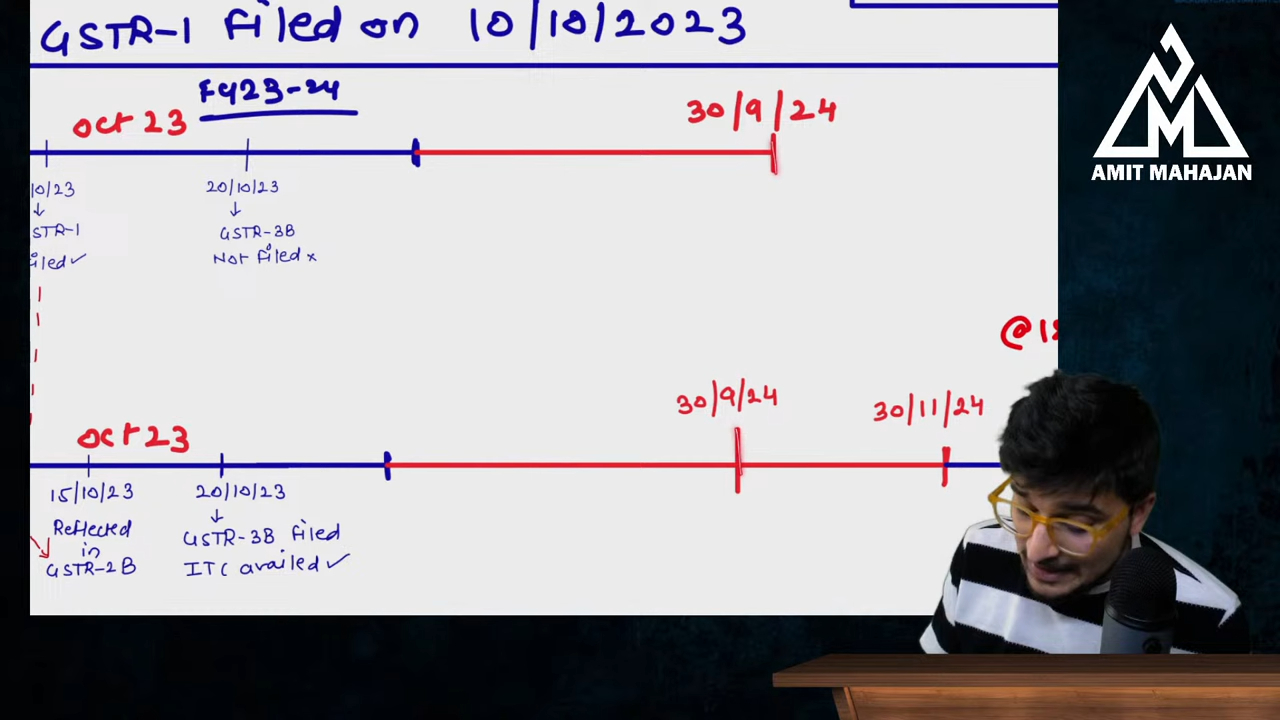 GSTR-1 filed on 10/10/2023
FY23-24
oct 23
30/9/24
10/23
20/10/23
STR-1
GSTR-3B
filed ✓
Not filed ×
@18
oct 23
30/9/24
30/11/24
15/10/23
20/10/23
Reflected
in
GSTR-2B
GSTR-3B filed
ITC availed ✓
AMIT MAHAJAN